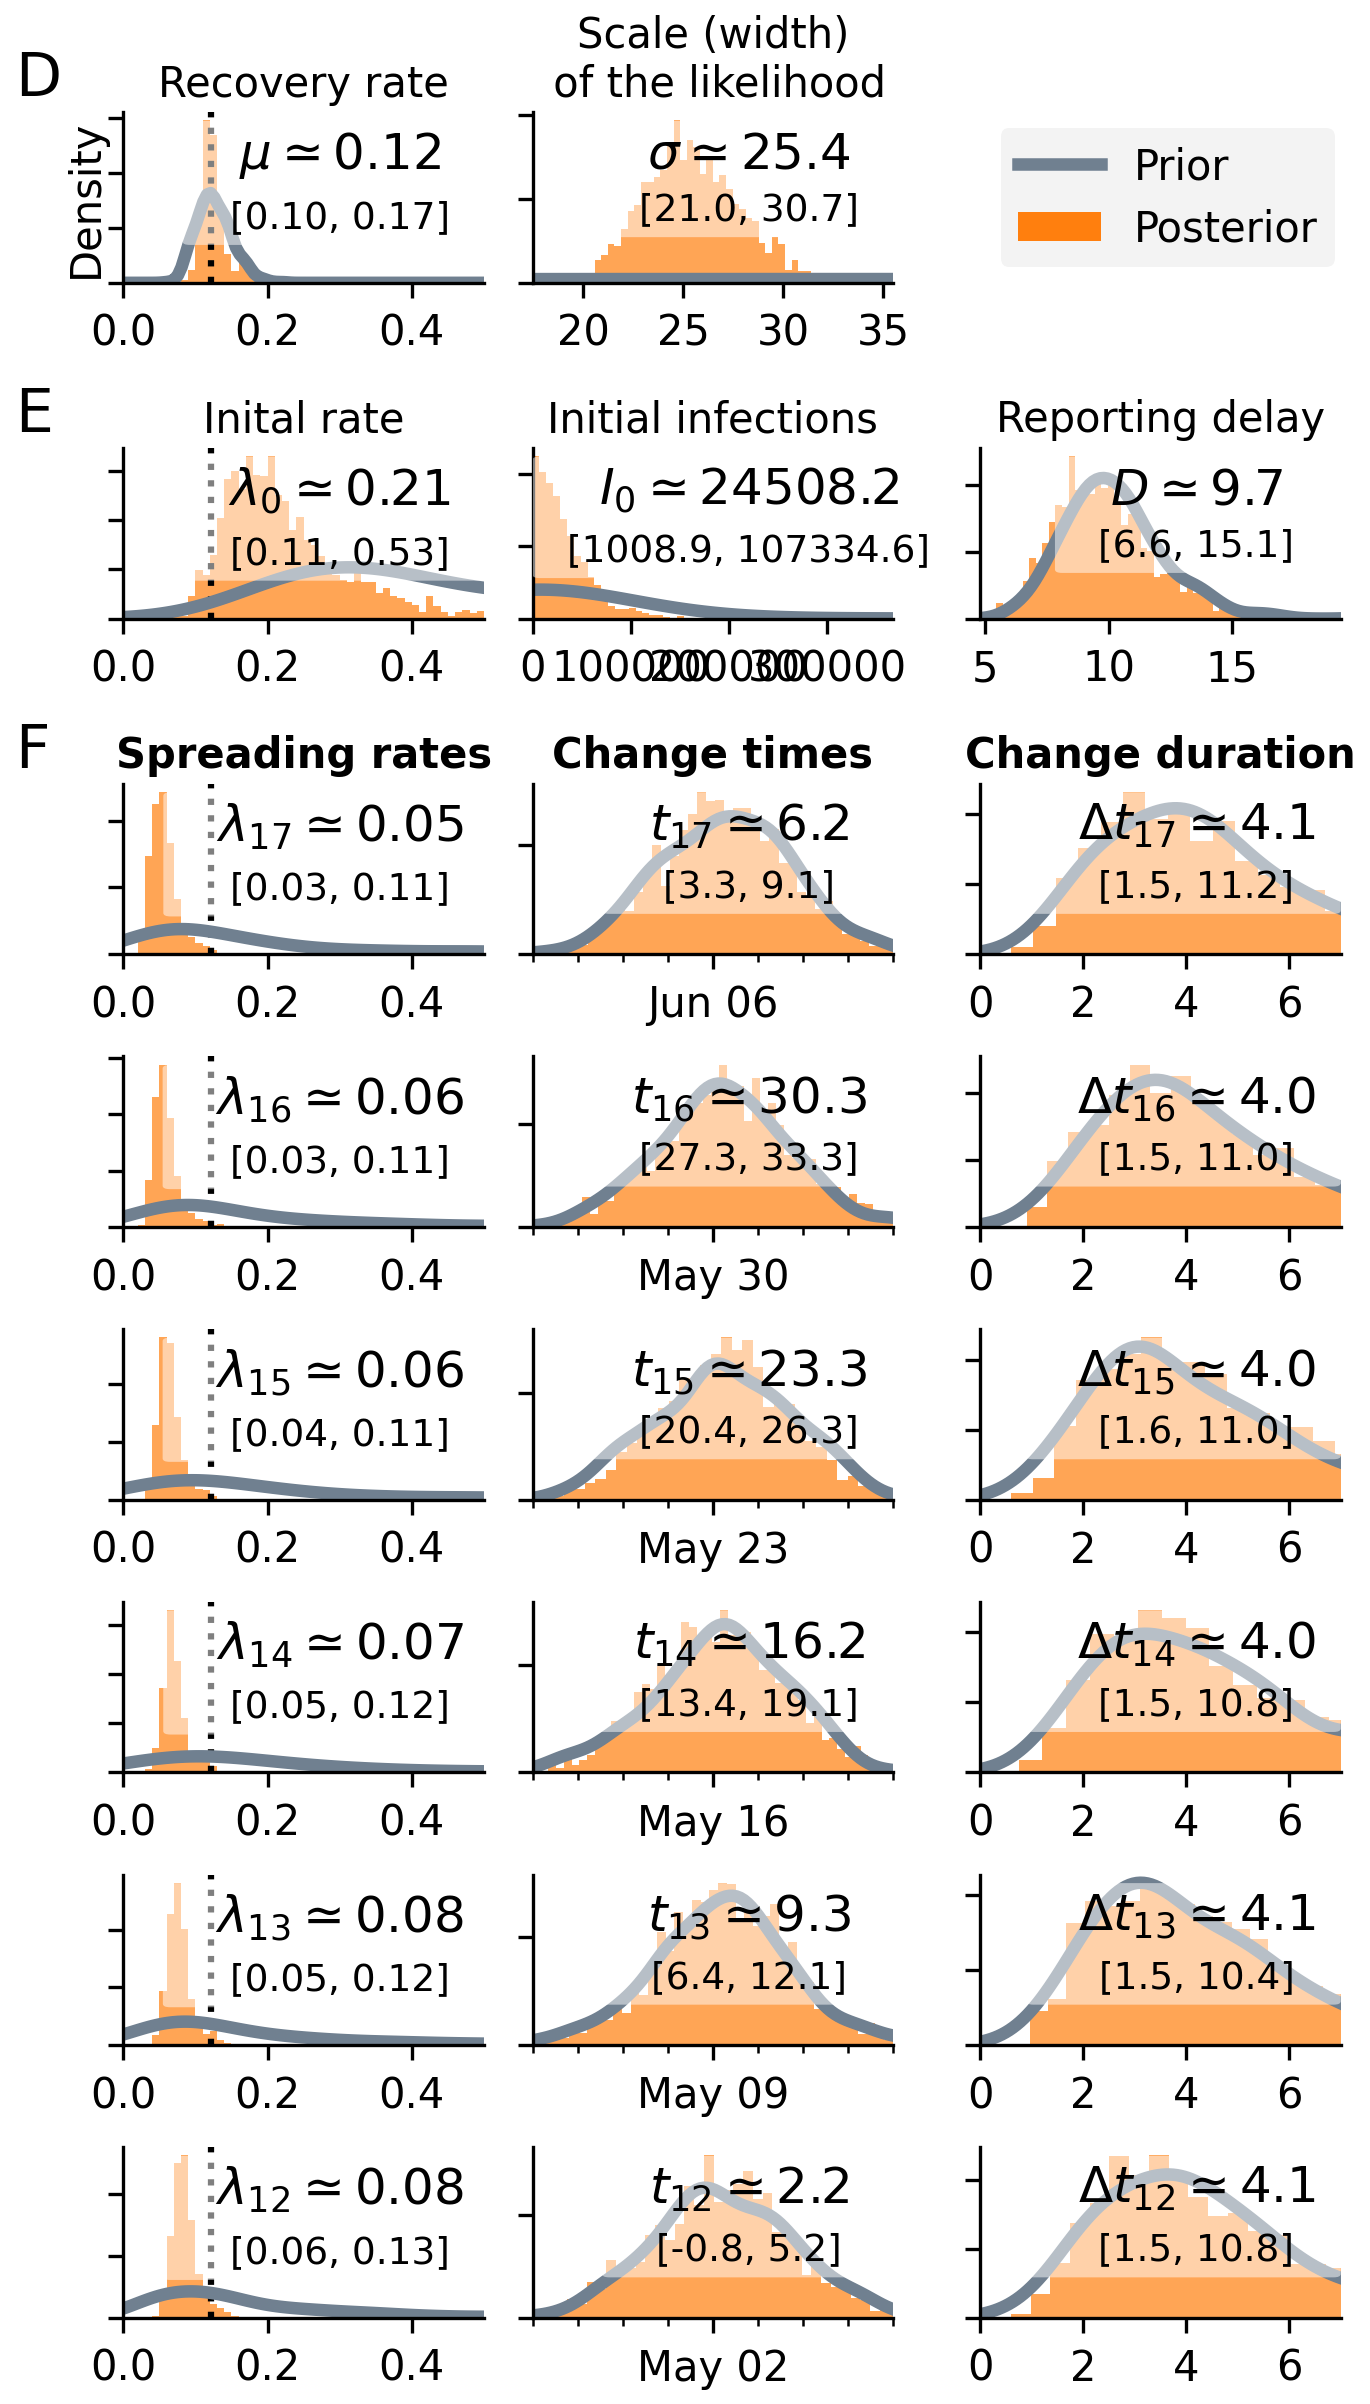 D
Recovery rate
Scale (width)
of the likelihood
Density
μ ≃ 0.12
[0.10, 0.17]
0.0 0.2 0.4
σ ≃ 25.4
[21.0, 30.7]
20 25 30 35
Prior
Posterior
E
Inital rate
λ0 ≃ 0.21
[0.11, 0.53]
0.0 0.2 0.4
Initial infections
I0 ≃ 24508.2
[1008.9, 107334.6]
0 100000 200000 300000
Reporting delay
D ≃ 9.7
[6.6, 15.1]
5 10 15
F
Spreading rates Change times Change duration
λ17 ≃ 0.05
[0.03, 0.11]
0.0 0.2 0.4
t17 ≃ 6.2
[3.3, 9.1]
Jun 06
Δt17 ≃ 4.1
[1.5, 11.2]
0 2 4 6
λ16 ≃ 0.06
[0.03, 0.11]
0.0 0.2 0.4
t16 ≃ 30.3
[27.3, 33.3]
May 30
Δt16 ≃ 4.0
[1.5, 11.0]
0 2 4 6
λ15 ≃ 0.06
[0.04, 0.11]
0.0 0.2 0.4
t15 ≃ 23.3
[20.4, 26.3]
May 23
Δt15 ≃ 4.0
[1.6, 11.0]
0 2 4 6
λ14 ≃ 0.07
[0.05, 0.12]
0.0 0.2 0.4
t14 ≃ 16.2
[13.4, 19.1]
May 16
Δt14 ≃ 4.0
[1.5, 10.8]
0 2 4 6
λ13 ≃ 0.08
[0.05, 0.12]
0.0 0.2 0.4
t13 ≃ 9.3
[6.4, 12.1]
May 09
Δt13 ≃ 4.1
[1.5, 10.4]
0 2 4 6
λ12 ≃ 0.08
[0.06, 0.13]
0.0 0.2 0.4
t12 ≃ 2.2
[-0.8, 5.2]
May 02
Δt12 ≃ 4.1
[1.5, 10.8]
0 2 4 6